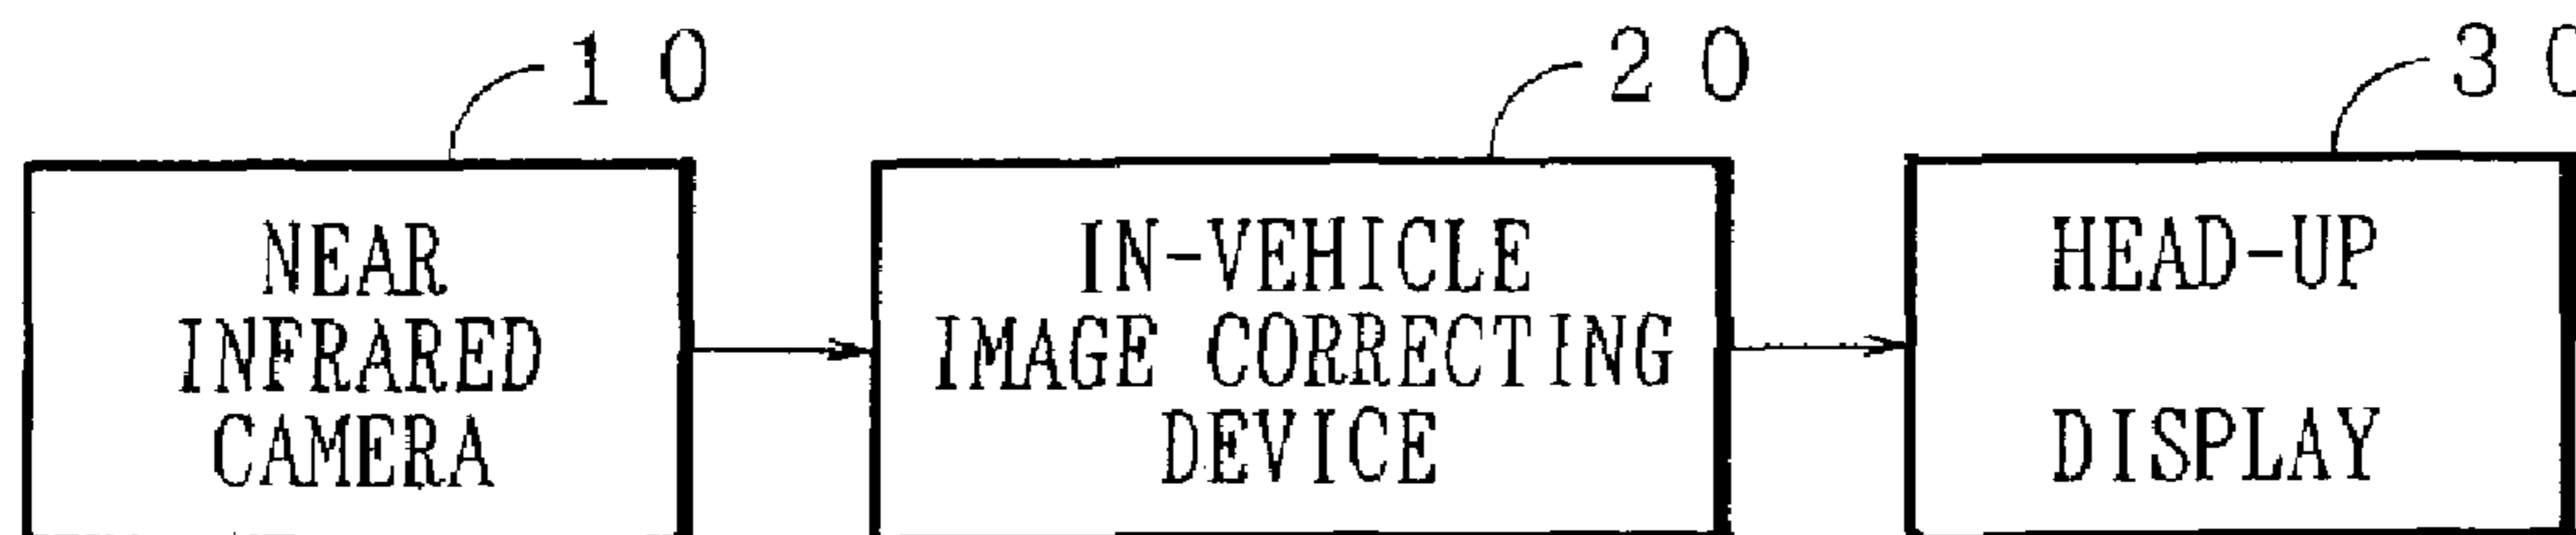 10
20
30
NEAR
INFRARED
CAMERA
IN-VEHICLE
IMAGE CORRECTING
DEVICE
HEAD-UP
DISPLAY